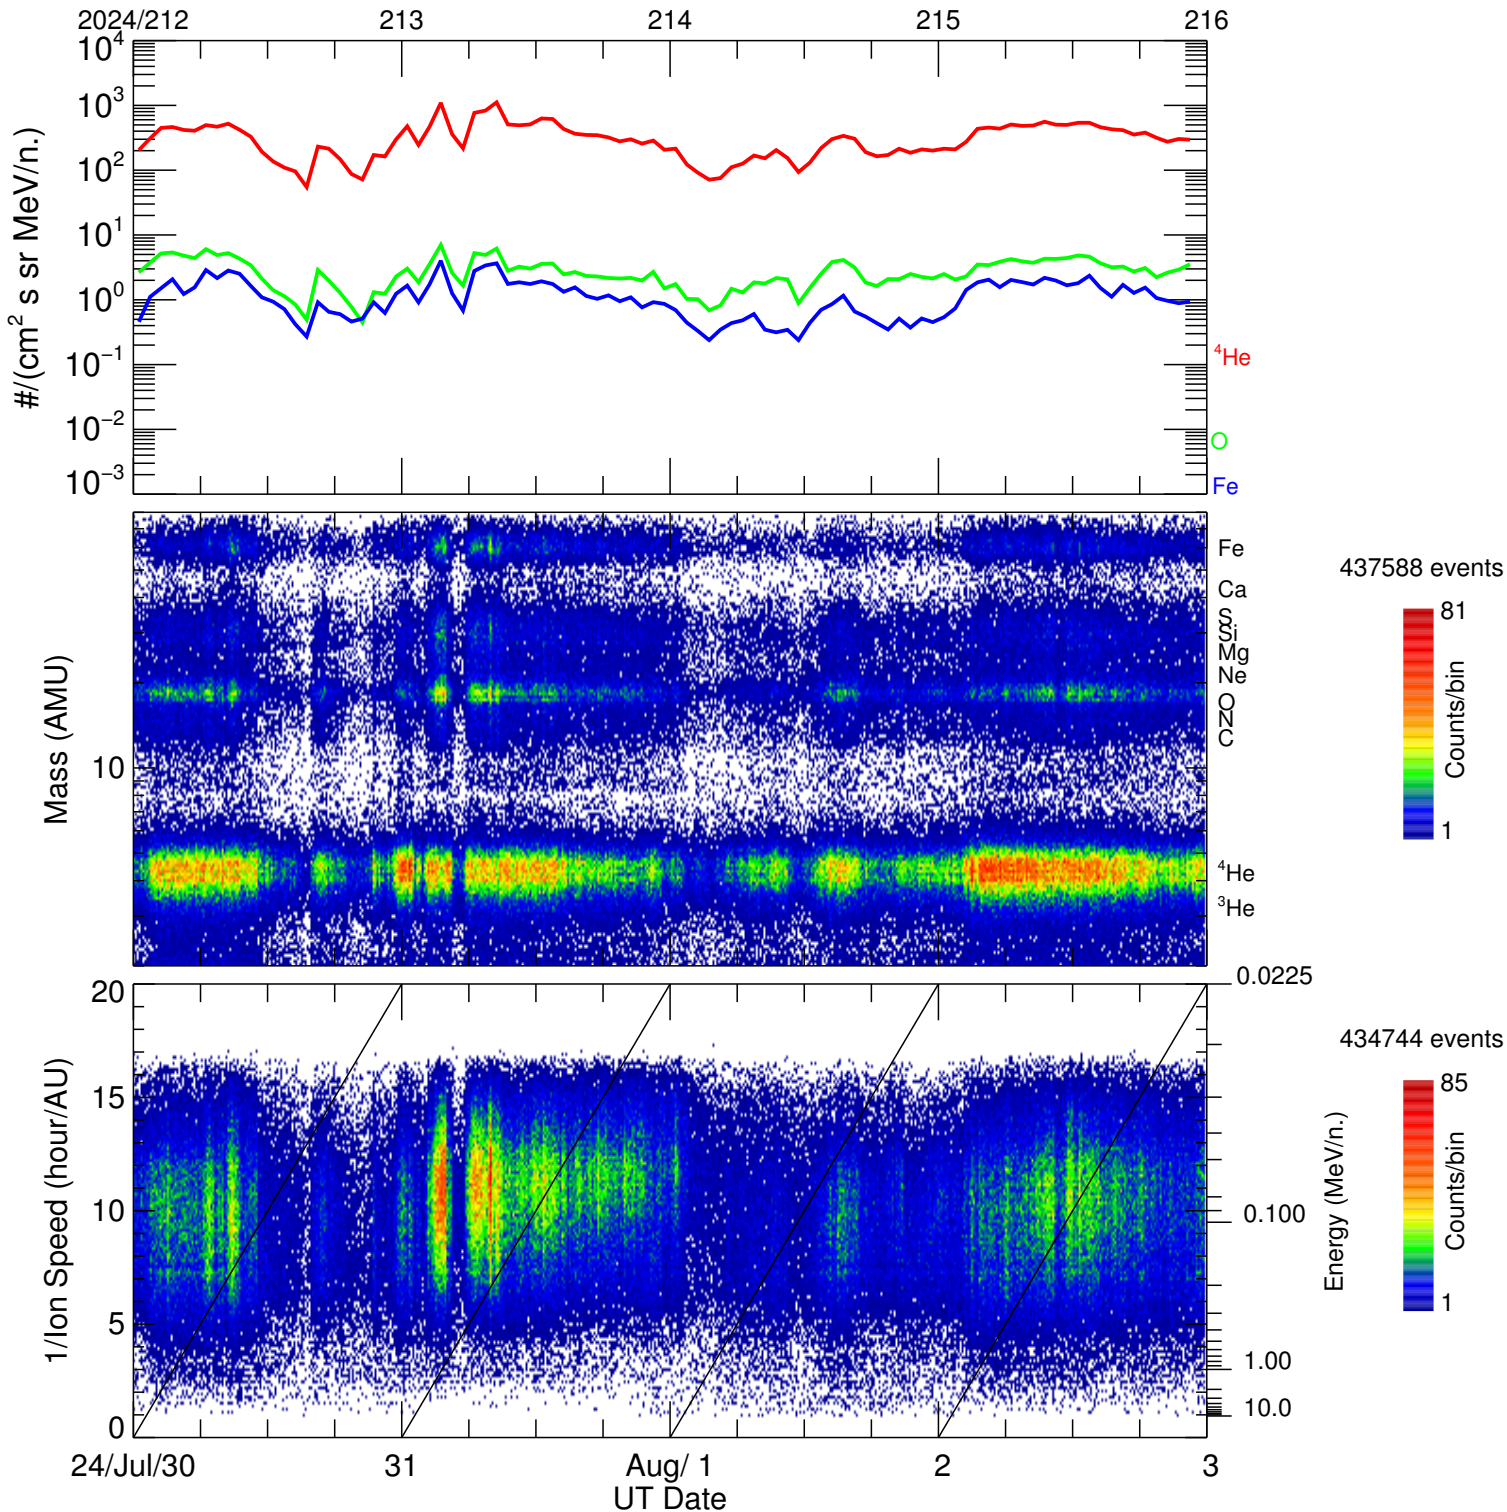 2024/212 213 214 215 216
10^4
10^3
10^2
10^1
10^0
10^−1
10^−2
10^−3
#/(cm^2 s sr MeV/n.)
^4He
O
Fe
Mass (AMU)
10
Fe
Ca
S
Si
Mg
Ne
O
N
C
^4He
^3He
437588 events
81
Counts/bin
1
1/Ion Speed (hour/AU)
20
15
10
5
0
0.0225
0.100
1.00
10.0
Energy (MeV/n.)
434744 events
85
Counts/bin
1
24/Jul/30 31 Aug/ 1 2 3
UT Date